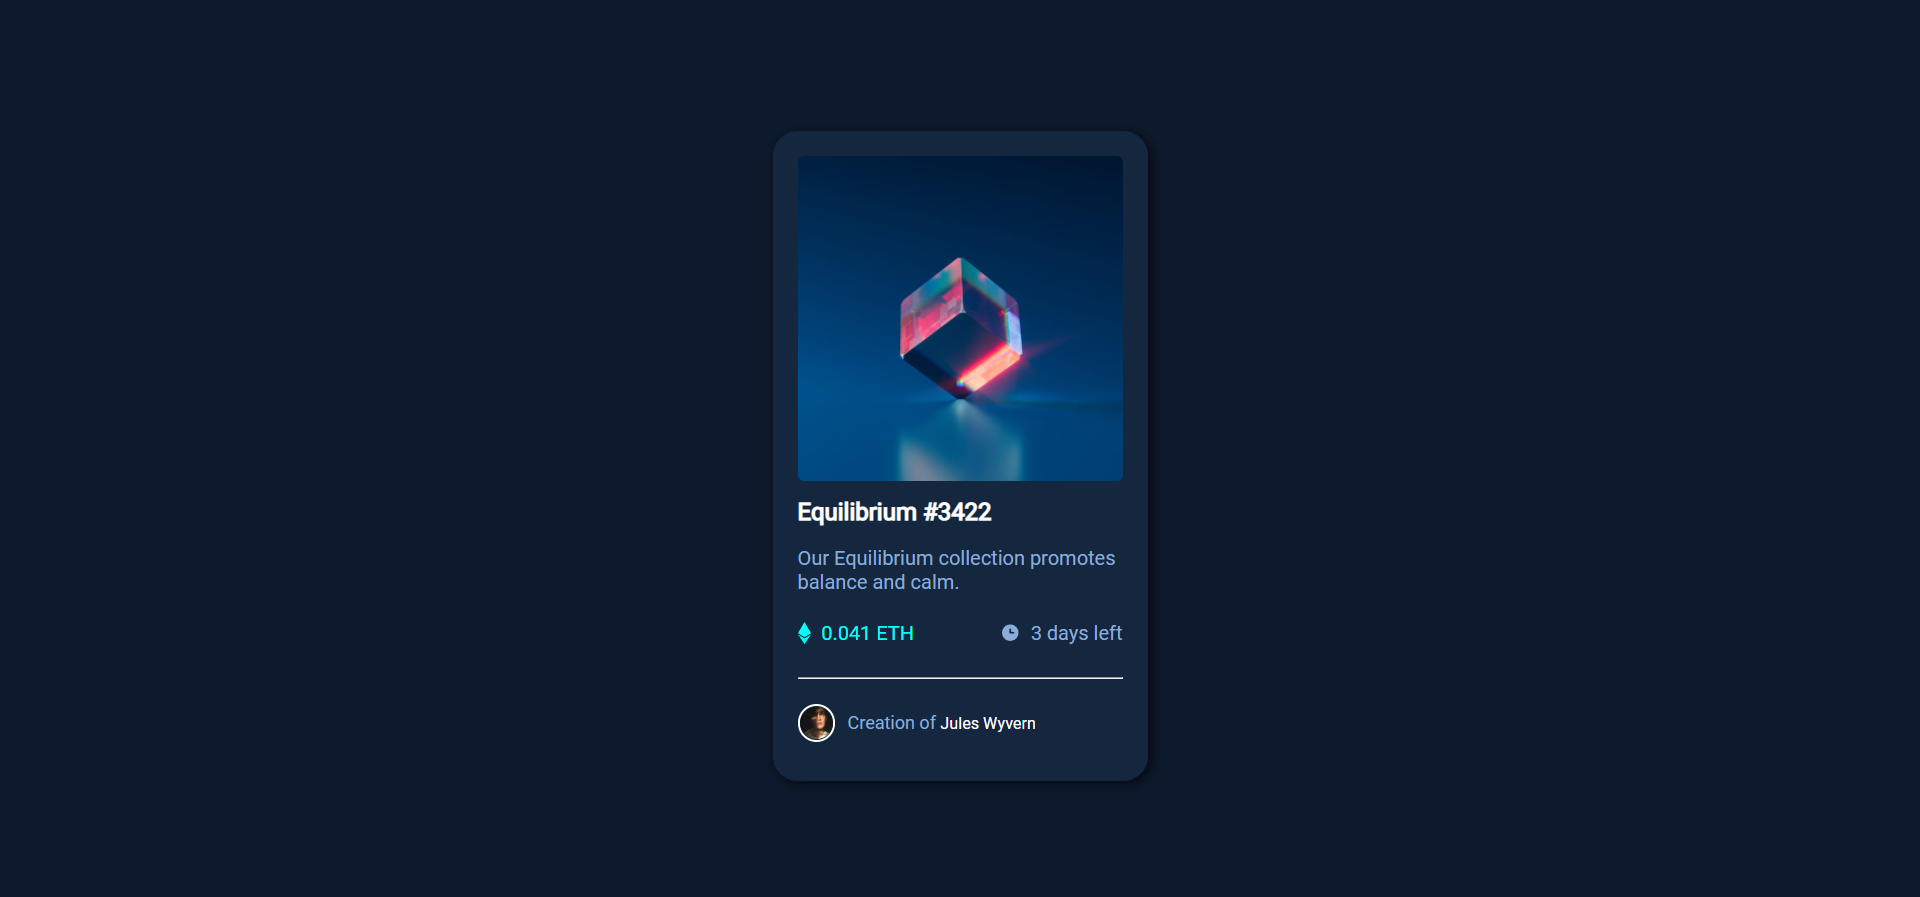 Equilibrium #3422
Our Equilibrium collection promotes
balance and calm.
0.041 ETH 3 days left
Creation of Jules Wyvern